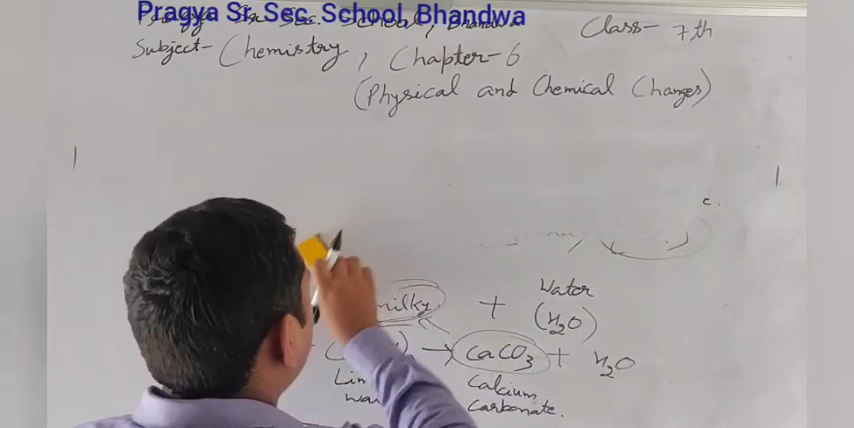 Pragya Sr. Sec. School, Bhandwa
Class- 7th
Subject- Chemistry, Chapter-6
(Physical and Chemical Changes)
milky + Water
(H₂O)
→ CaCO₃ + H₂O
Calcium
Carbonate.